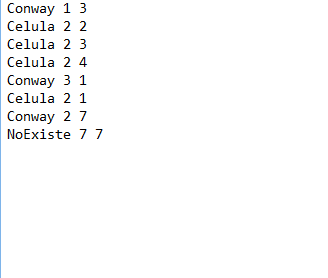 Conway 1 3
Celula 2 2
Celula 2 3
Celula 2 4
Conway 3 1
Celula 2 1
Conway 2 7
NoExiste 7 7